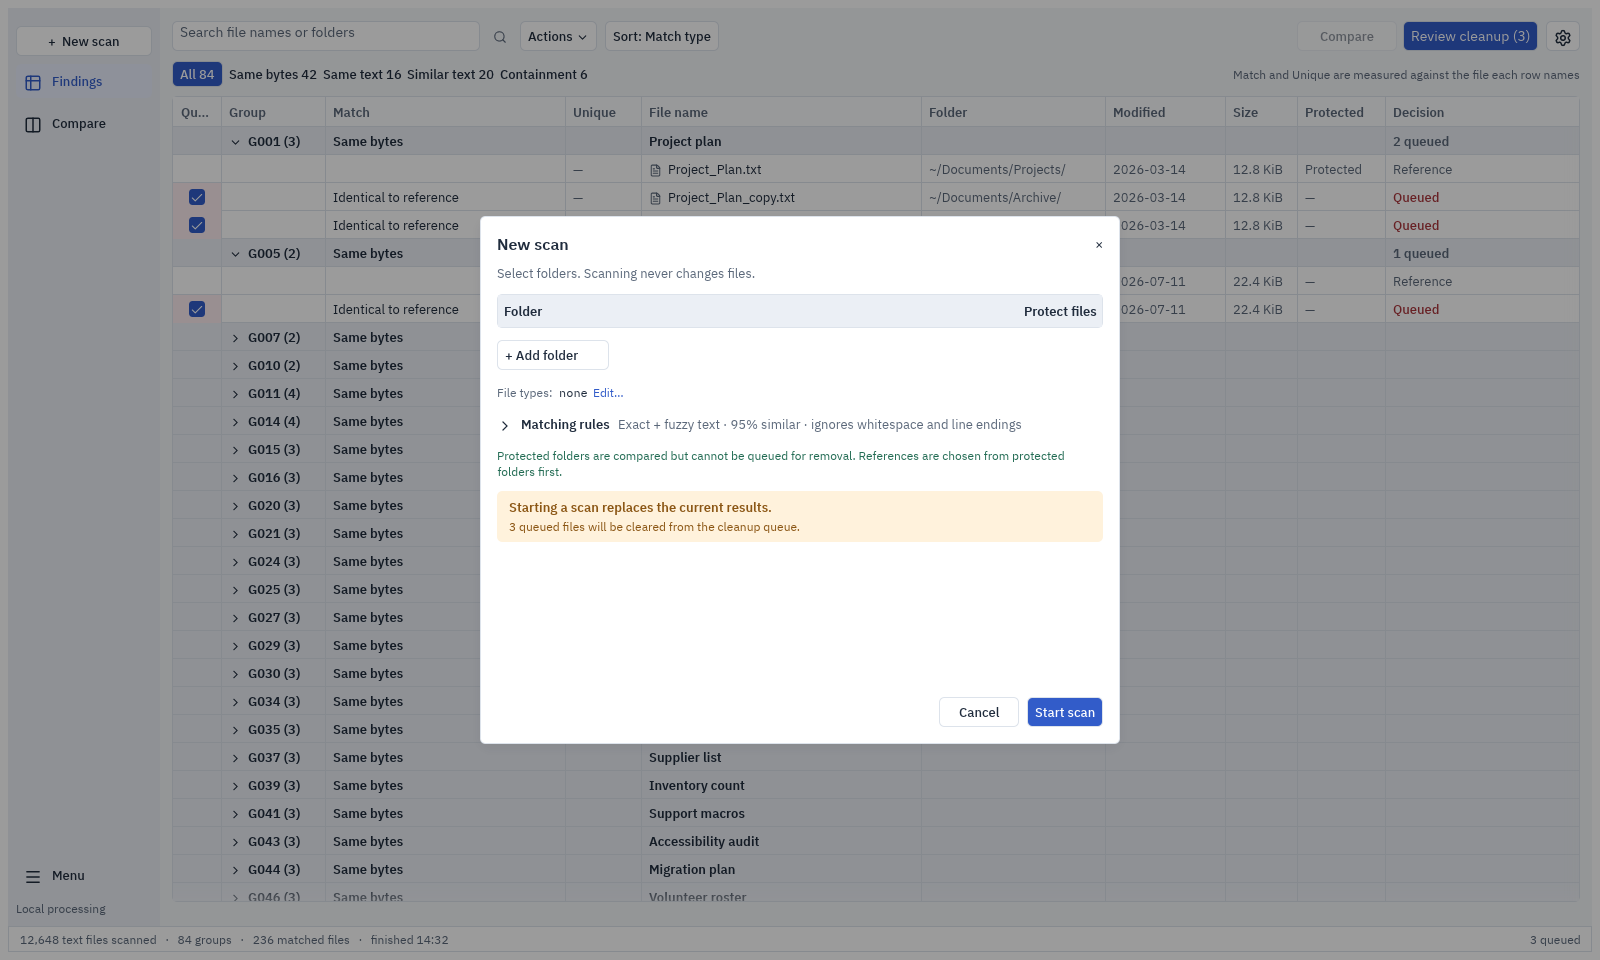 + New scan
Findings
Compare
Menu
Local processing
Search file names or folders
Actions
Sort: Match type
Compare
Review cleanup (3)
All 84 Same bytes 42 Same text 16 Similar text 20 Containment 6
Match and Unique are measured against the file each row names
Qu... Group Match Unique File name Folder Modified Size Protected Decision
G001 (3) Same bytes Project plan 2 queued
— Project_Plan.txt ~/Documents/Projects/ 2026-03-14 12.8 KiB Protected Reference
Identical to reference — Project_Plan_copy.txt ~/Documents/Archive/ 2026-03-14 12.8 KiB — Queued
Identical to reference 026-03-14 12.8 KiB — Queued
G005 (2) Same bytes 1 queued
026-07-11 22.4 KiB — Reference
Identical to reference 026-07-11 22.4 KiB — Queued
G007 (2) Same bytes
G010 (2) Same bytes
G011 (4) Same bytes
G014 (4) Same bytes
G015 (3) Same bytes
G016 (3) Same bytes
G020 (3) Same bytes
G021 (3) Same bytes
G024 (3) Same bytes
G025 (3) Same bytes
G027 (3) Same bytes
G029 (3) Same bytes
G030 (3) Same bytes
G034 (3) Same bytes
G035 (3) Same bytes
G037 (3) Same bytes Supplier list
G039 (3) Same bytes Inventory count
G041 (3) Same bytes Support macros
G043 (3) Same bytes Accessibility audit
G044 (3) Same bytes Migration plan
G046 (3) Same bytes Volunteer roster
New scan ×
Select folders. Scanning never changes files.
Folder Protect files
+ Add folder
File types: none Edit...
Matching rules Exact + fuzzy text · 95% similar · ignores whitespace and line endings
Protected folders are compared but cannot be queued for removal. References are chosen from protected
folders first.
Starting a scan replaces the current results.
3 queued files will be cleared from the cleanup queue.
Cancel
Start scan
12,648 text files scanned · 84 groups · 236 matched files · finished 14:32
3 queued